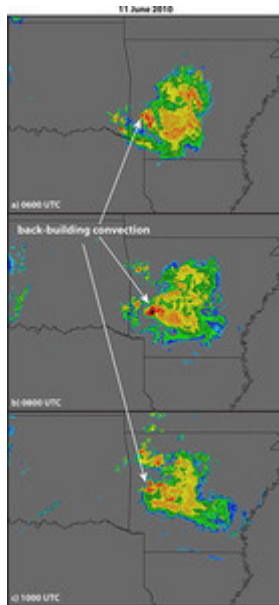 11 June 2010
a) 0600 UTC
back-building convection
b) 0800 UTC
c) 1000 UTC